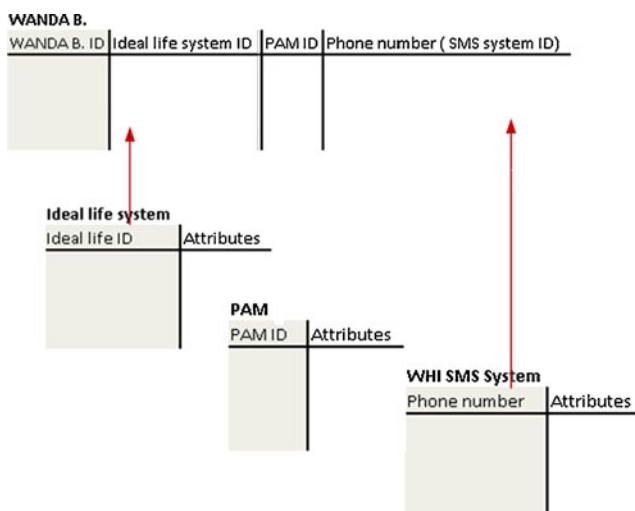 WANDA B.
WANDA B. ID Ideal life system ID PAM ID Phone number ( SMS system ID)
Ideal life system
Ideal life ID Attributes
PAM
PAM ID Attributes
WHI SMS System
Phone number Attributes